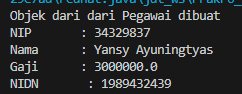 Objek dari dari Pegawai dibuat
NIP      : 34329837
Nama     : Yansy Ayuningtyas
Gaji     : 3000000.0
NIDN      : 1989432439